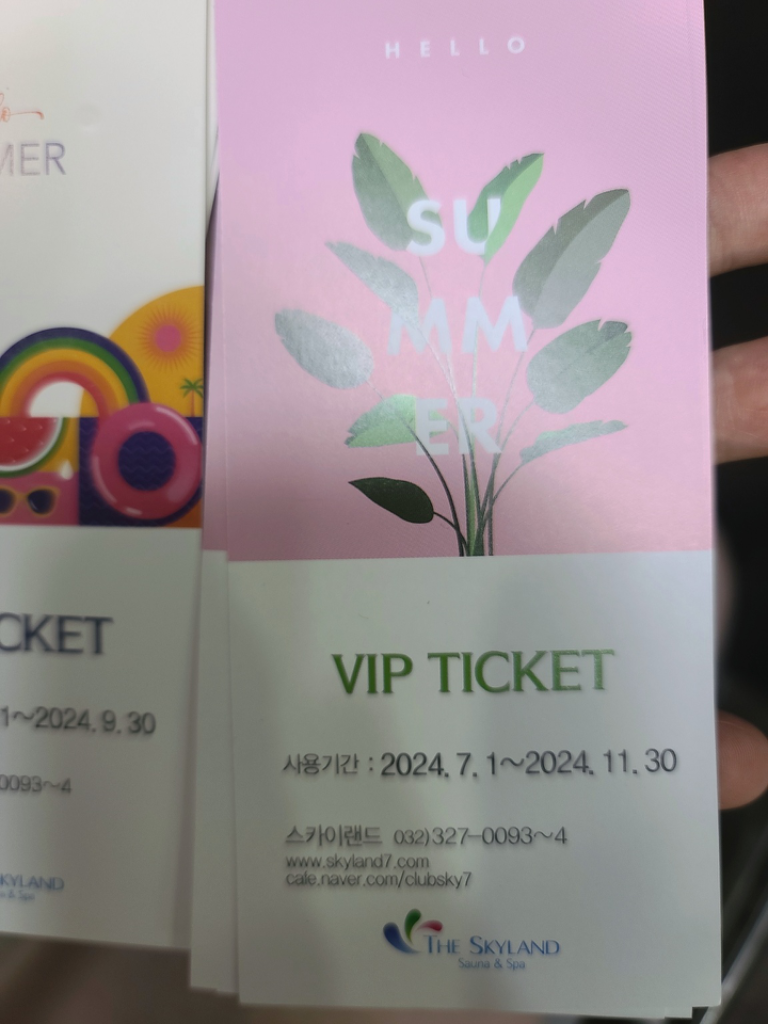 MER
CKET
1~2024. 9. 30
0093~4
KYLAND
HELLO
SU
MM
ER
VIP TICKET
사용기간 : 2024. 7. 1~2024. 11. 30
스카이랜드 032)327-0093~4
www.skyland7.com
cafe.naver.com/clubsky7
THE SKYLAND
Sauna & Spa